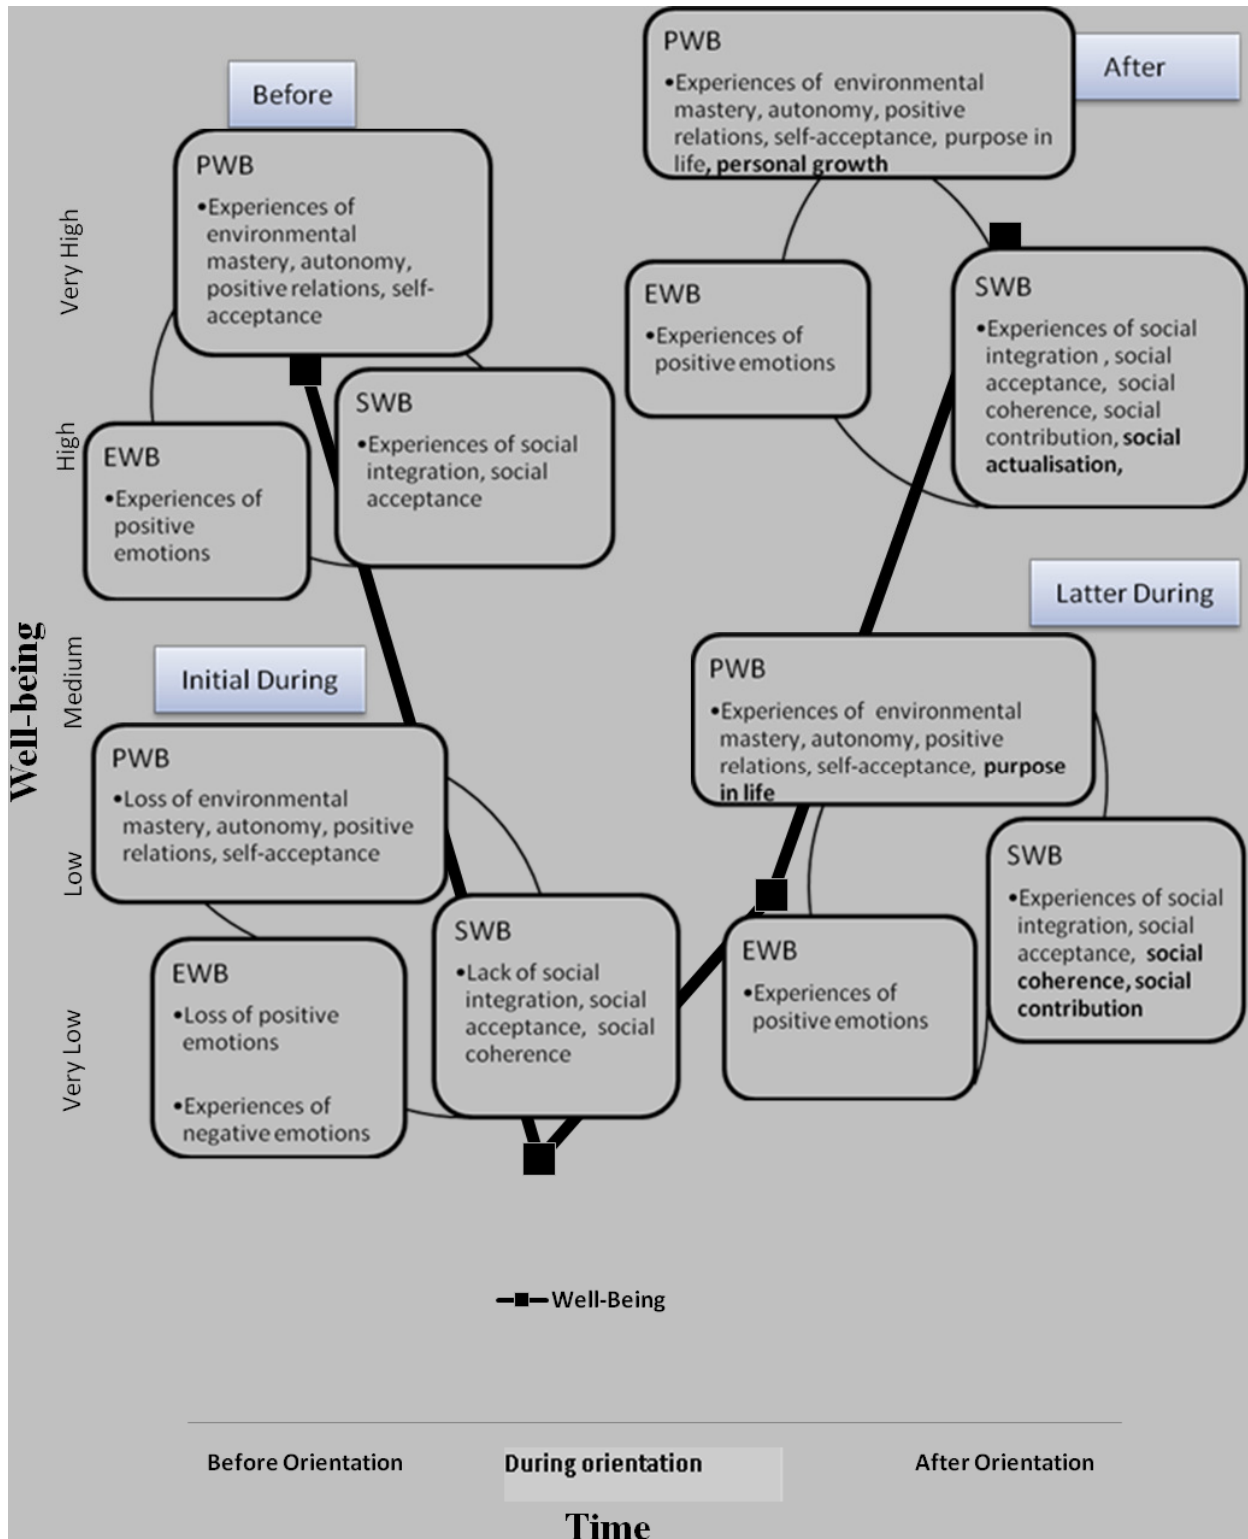 Before
PWB
•Experiences of
environmental
mastery, autonomy,
positive relations, self-
acceptance
SWB
•Experiences of social
integration, social
acceptance
EWB
•Experiences of
positive
emotions
After
PWB
•Experiences of environmental
mastery, autonomy, positive
relations, self-acceptance, purpose in
life, personal growth
EWB
•Experiences of
positive emotions
SWB
•Experiences of social
integration , social
acceptance, social
coherence, social
contribution, social
actualisation,
Initial During
PWB
•Loss of environmental
mastery, autonomy, positive
relations, self-acceptance
EWB
•Loss of positive
emotions
•Experiences of
negative emotions
SWB
•Lack of social
integration, social
acceptance, social
coherence
Latter During
PWB
•Experiences of environmental
mastery, autonomy, positive
relations, self-acceptance, purpose
in life
SWB
•Experiences of social
integration, social
acceptance, social
coherence, social
contribution
EWB
•Experiences of
positive emotions
Well-being
Very High
High
Medium
Low
Very Low
Well-Being
Before Orientation
During orientation
After Orientation
Time